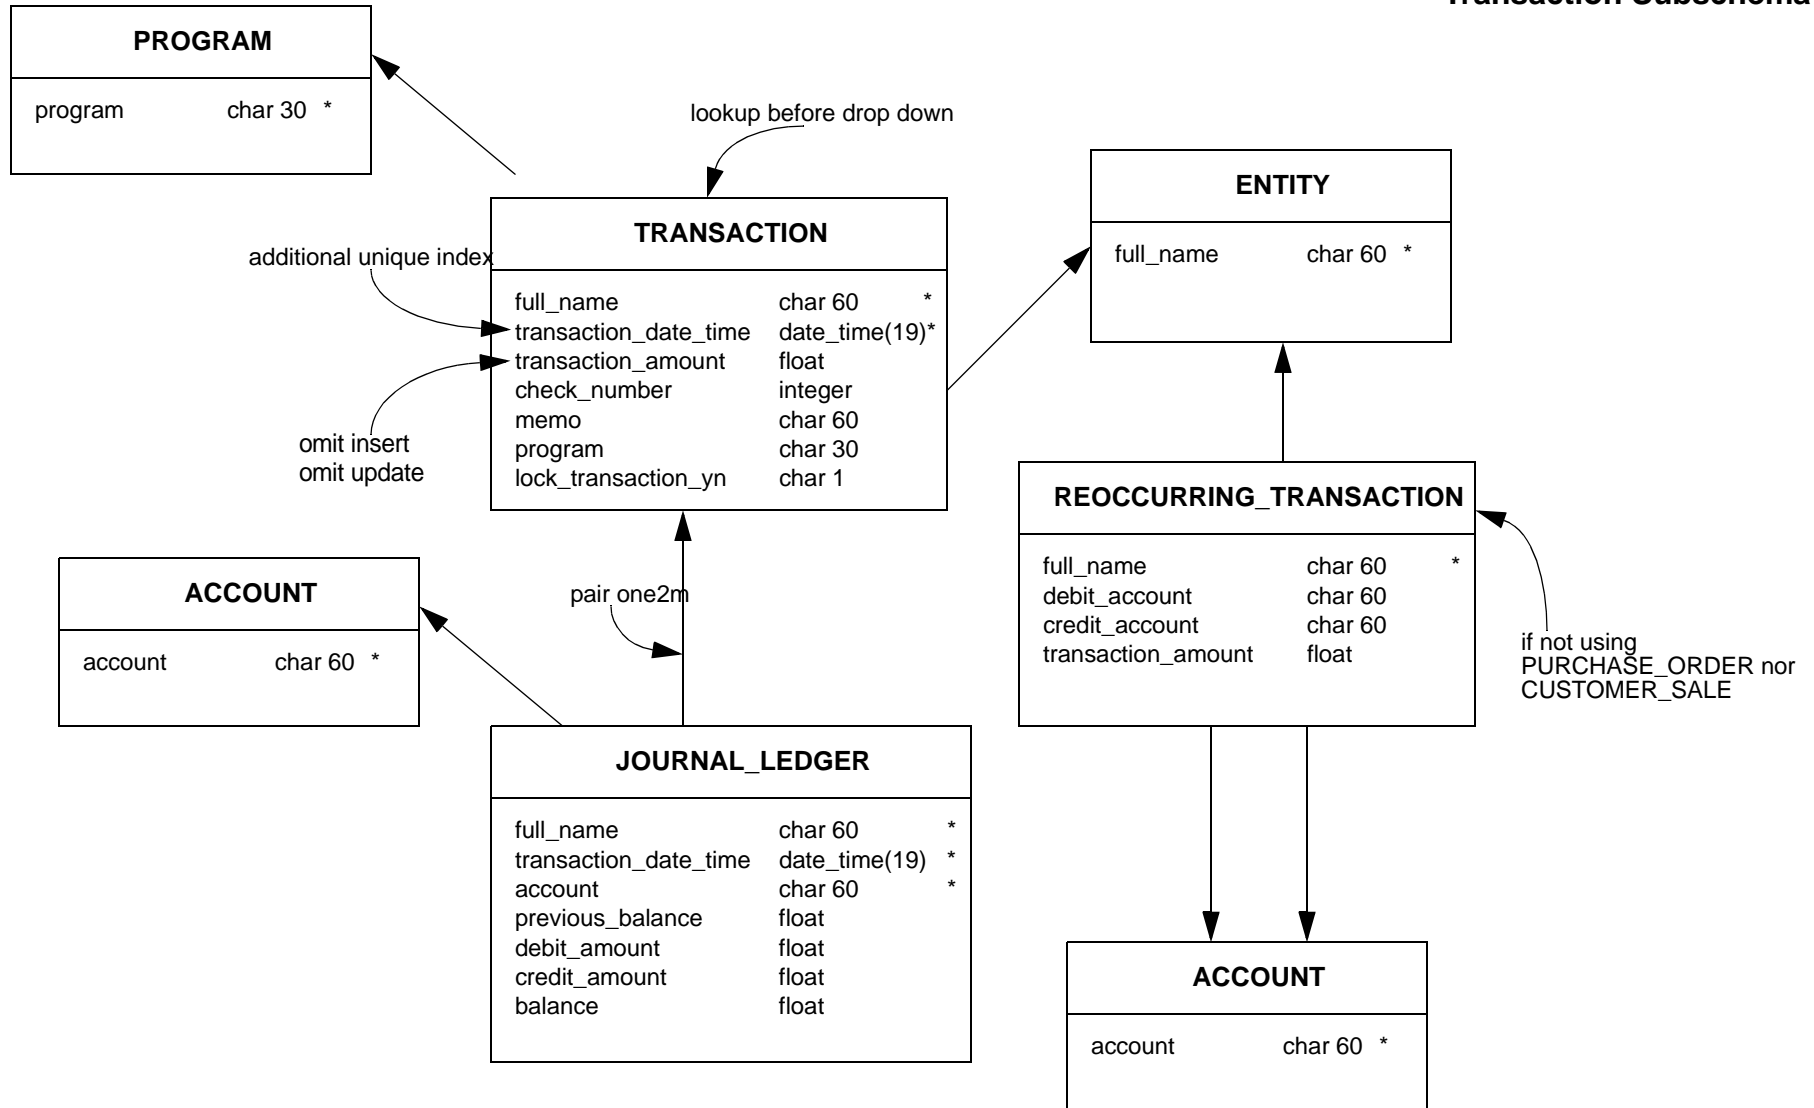 Transaction Subschema
PROGRAM
program char 30 *
lookup before drop down
TRANSACTION
additional unique index
full_name char 60 *
transaction_date_time date_time(19)*
transaction_amount float
check_number integer
memo char 60
program char 30
lock_transaction_yn char 1
omit insert
omit update
ENTITY
full_name char 60 *
REOCCURRING_TRANSACTION
full_name char 60 *
debit_account char 60
credit_account char 60
transaction_amount float
if not using
PURCHASE_ORDER nor
CUSTOMER_SALE
ACCOUNT
account char 60 *
pair one2m
JOURNAL_LEDGER
full_name char 60 *
transaction_date_time date_time(19) *
account char 60 *
previous_balance float
debit_amount float
credit_amount float
balance float
ACCOUNT
account char 60 *